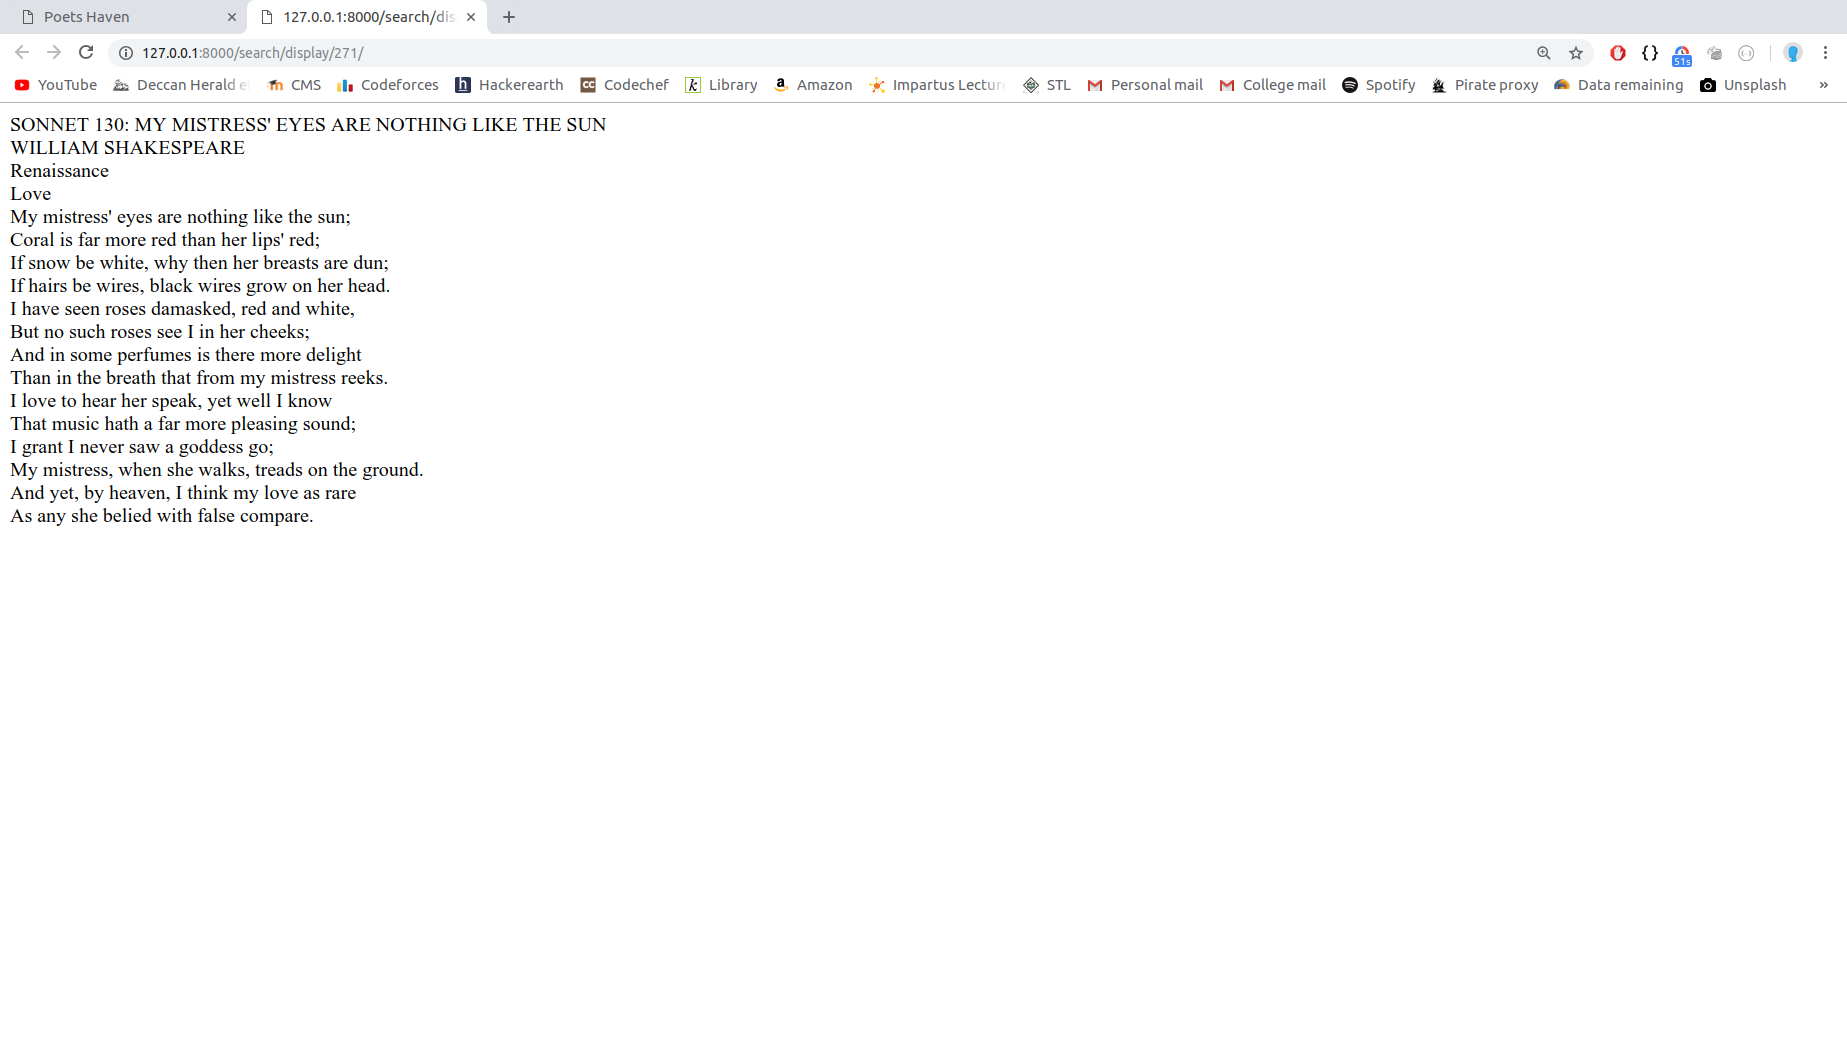 Poets Haven
127.0.0.1:8000/search/dis
127.0.0.1:8000/search/display/271/
51s
YouTube Deccan Herald e CMS Codeforces Hackerearth Codechef Library Amazon Impartus Lectur STL Personal mail College mail Spotify Pirate proxy Data remaining Unsplash »
SONNET 130: MY MISTRESS' EYES ARE NOTHING LIKE THE SUN
WILLIAM SHAKESPEARE
Renaissance
Love
My mistress' eyes are nothing like the sun;
Coral is far more red than her lips' red;
If snow be white, why then her breasts are dun;
If hairs be wires, black wires grow on her head.
I have seen roses damasked, red and white,
But no such roses see I in her cheeks;
And in some perfumes is there more delight
Than in the breath that from my mistress reeks.
I love to hear her speak, yet well I know
That music hath a far more pleasing sound;
I grant I never saw a goddess go;
My mistress, when she walks, treads on the ground.
And yet, by heaven, I think my love as rare
As any she belied with false compare.